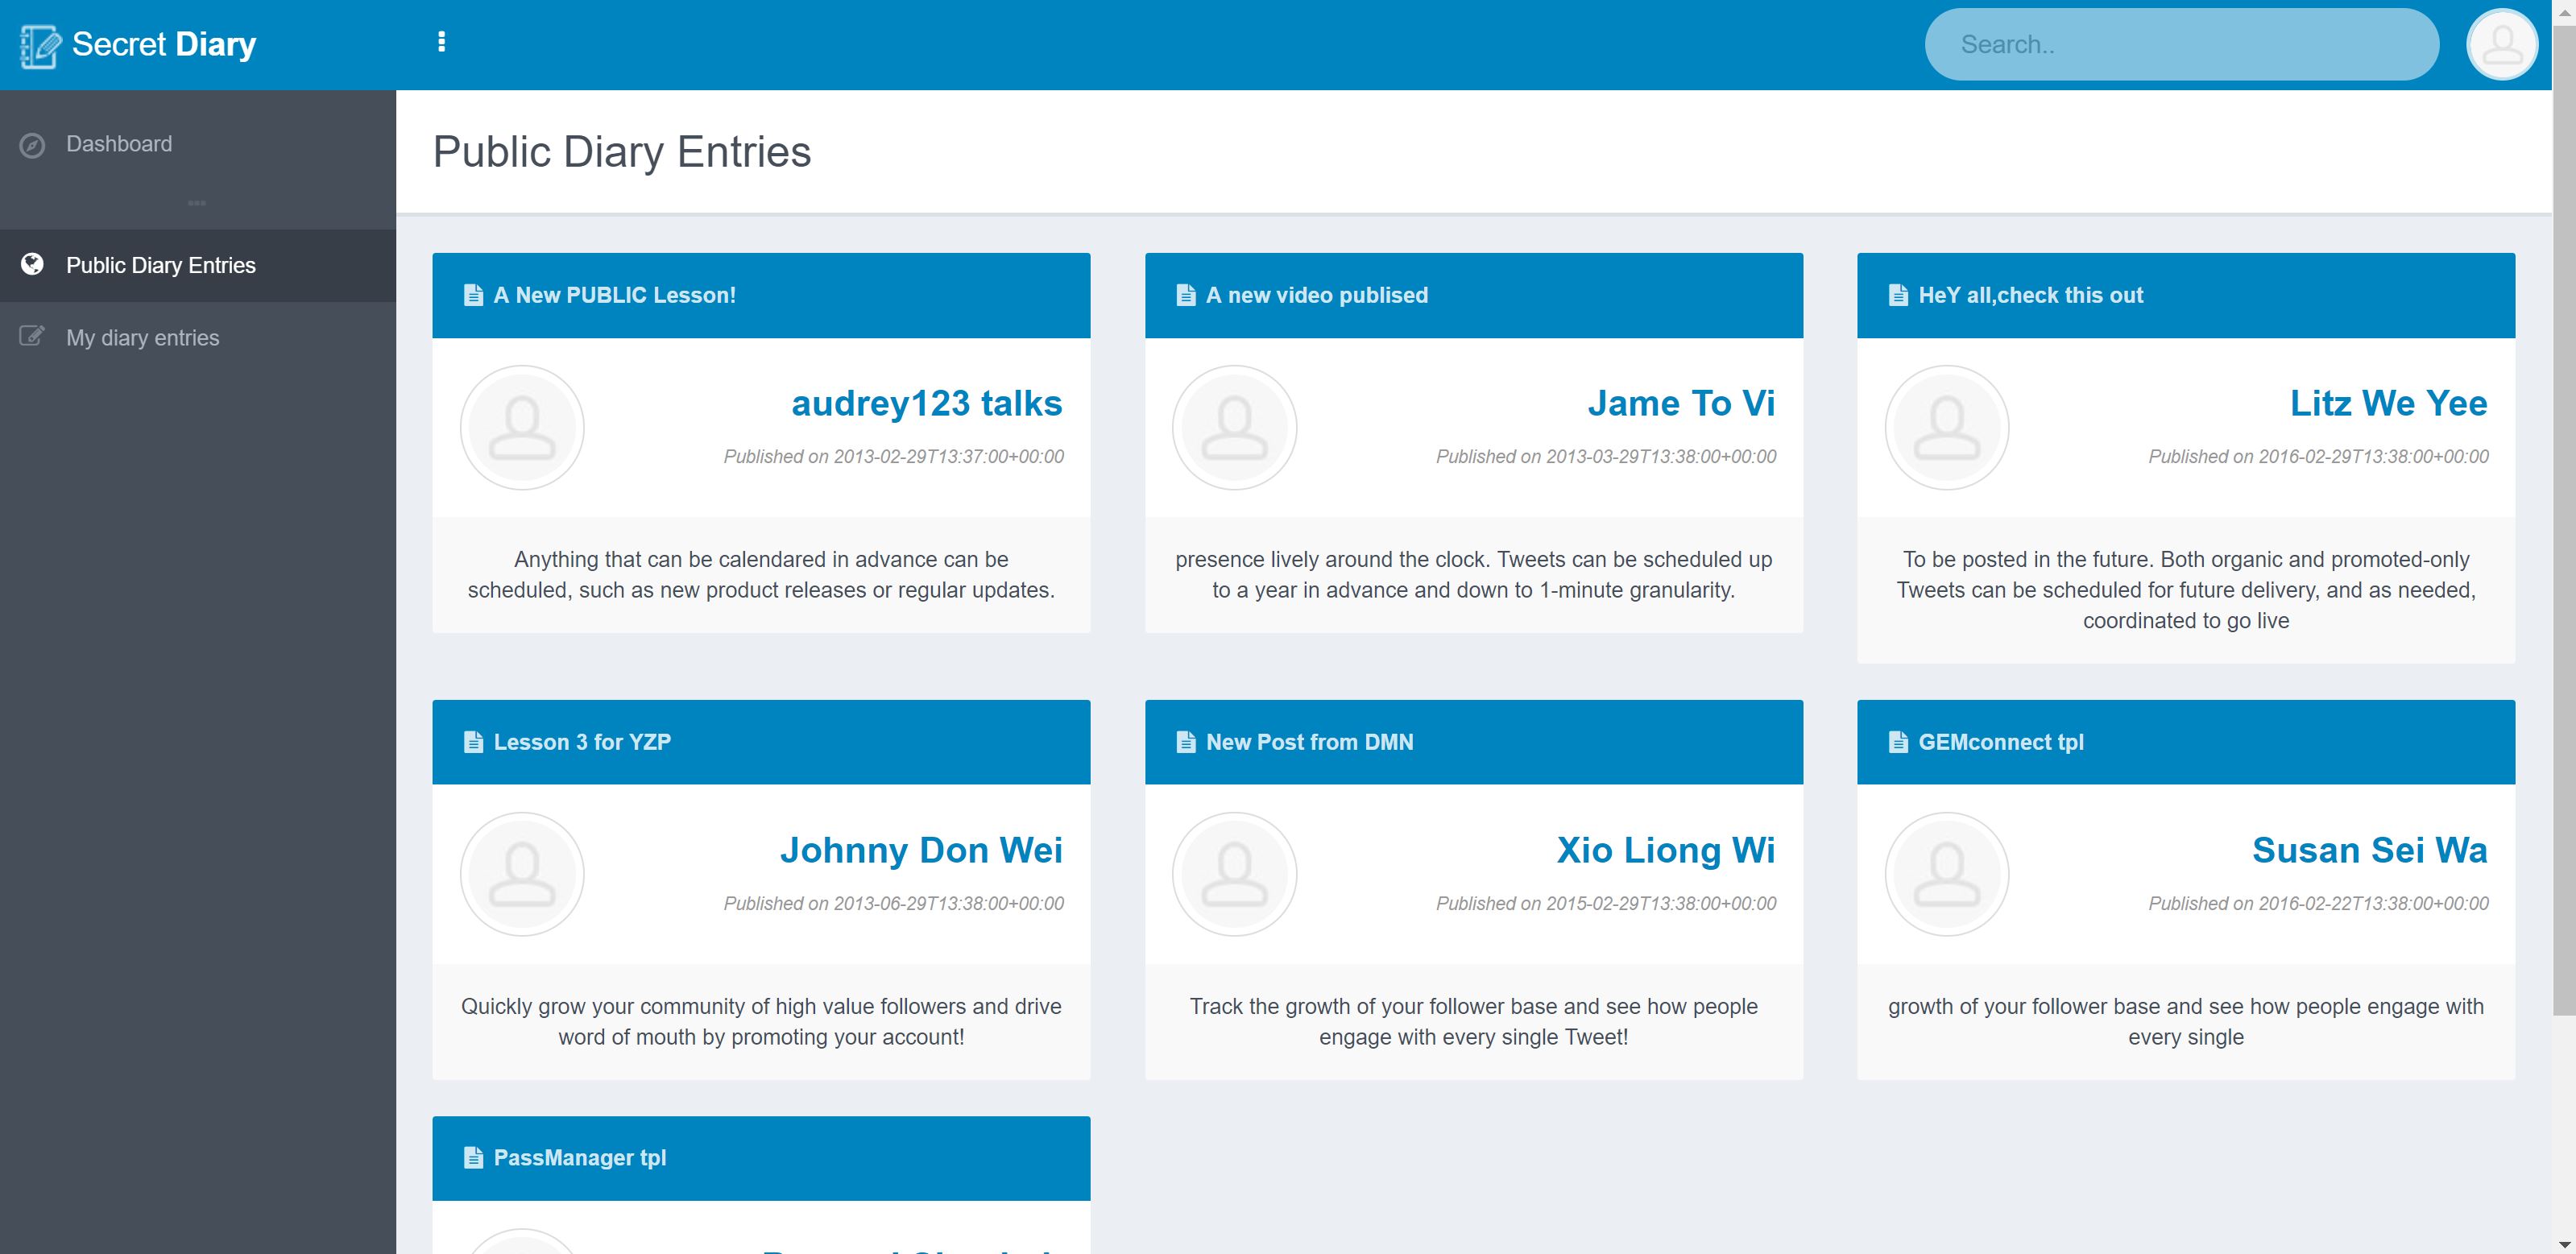 Secret Diary
Search..
Dashboard
Public Diary Entries
My diary entries
Public Diary Entries
A New PUBLIC Lesson!
audrey123 talks
Published on 2013-02-29T13:37:00+00:00
Anything that can be calendared in advance can be
scheduled, such as new product releases or regular updates.
A new video publised
Jame To Vi
Published on 2013-03-29T13:38:00+00:00
presence lively around the clock. Tweets can be scheduled up
to a year in advance and down to 1-minute granularity.
HeY all,check this out
Litz We Yee
Published on 2016-02-29T13:38:00+00:00
To be posted in the future. Both organic and promoted-only
Tweets can be scheduled for future delivery, and as needed,
coordinated to go live
Lesson 3 for YZP
Johnny Don Wei
Published on 2013-06-29T13:38:00+00:00
Quickly grow your community of high value followers and drive
word of mouth by promoting your account!
New Post from DMN
Xio Liong Wi
Published on 2015-02-29T13:38:00+00:00
Track the growth of your follower base and see how people
engage with every single Tweet!
GEMconnect tpl
Susan Sei Wa
Published on 2016-02-22T13:38:00+00:00
growth of your follower base and see how people engage with
every single
PassManager tpl